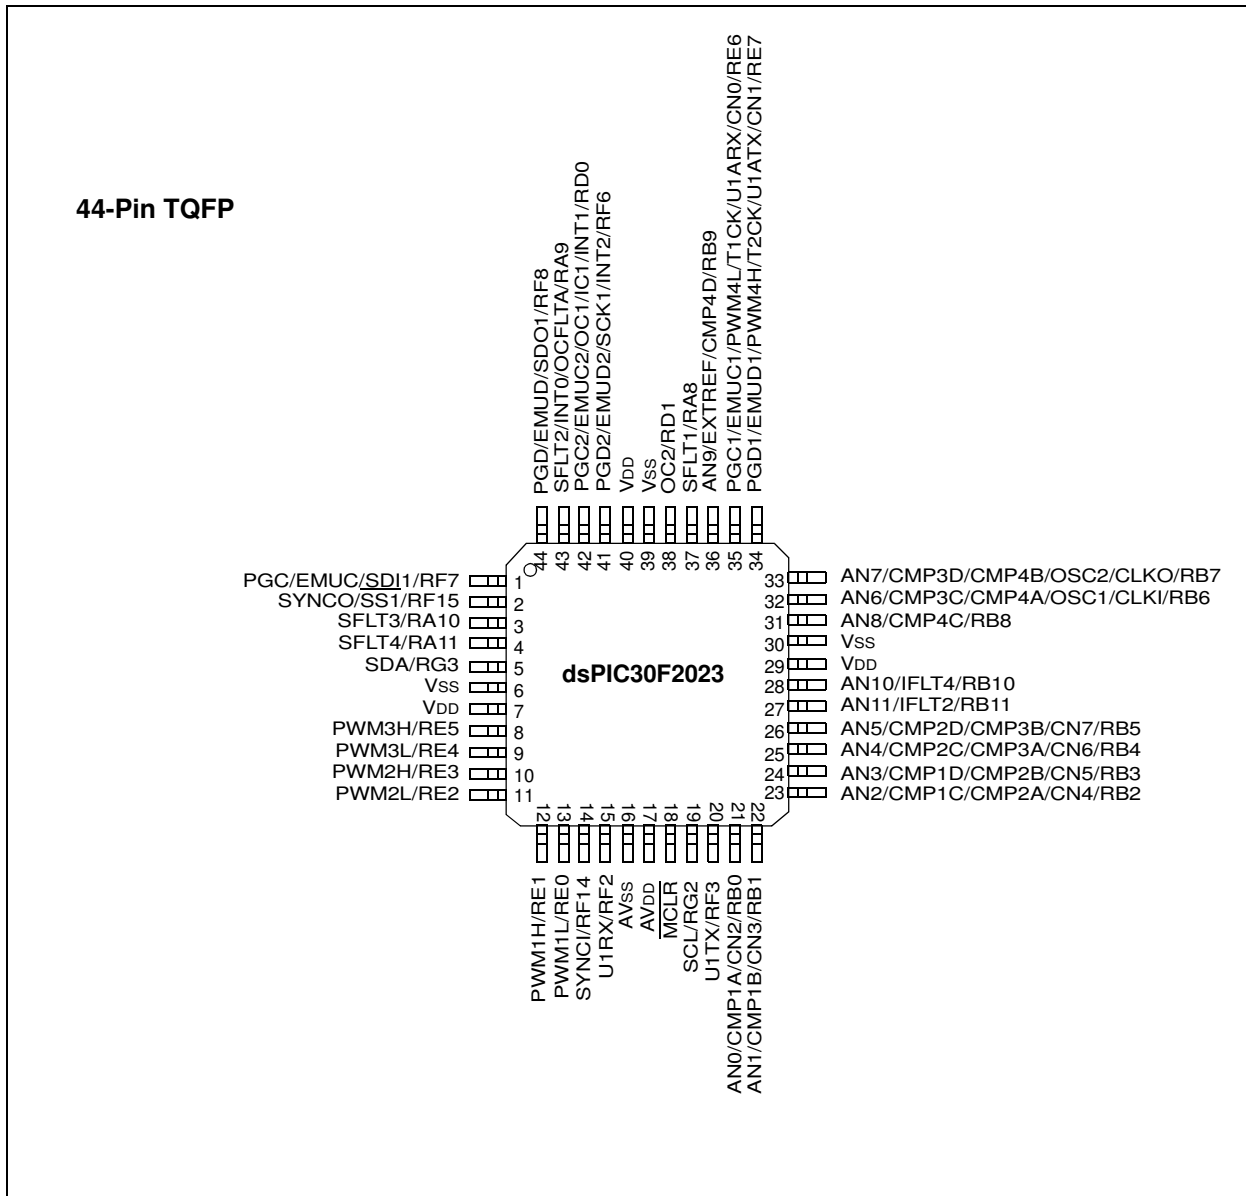 44-Pin TQFP
PGD/EMUD/SDO1/RF8
SFLT2/INT0/OCFLTA/RA9
PGC2/EMUC2/OC1/IC1/INT1/RD0
PGD2/EMUD2/SCK1/INT2/RF6
VDD
VSS
OC2/RD1
SFLT1/RA8
AN9/EXTREF/CMP4D/RB9
PGC1/EMUC1/PWM4L/T1CK/U1ARX/CN0/RE6
PGD1/EMUD1/PWM4H/T2CK/U1ATX/CN1/RE7
44 43 42 41 40 39 38 37 36 35 34
PGC/EMUC/SDI1/RF7 1
SYNCO/SS1/RF15 2
SFLT3/RA10 3
SFLT4/RA11 4
SDA/RG3 5
VSS 6
VDD 7
PWM3H/RE5 8
PWM3L/RE4 9
PWM2H/RE3 10
PWM2L/RE2 11
dsPIC30F2023
33 AN7/CMP3D/CMP4B/OSC2/CLKO/RB7
32 AN6/CMP3C/CMP4A/OSC1/CLKI/RB6
31 AN8/CMP4C/RB8
30 VSS
29 VDD
28 AN10/IFLT4/RB10
27 AN11/IFLT2/RB11
26 AN5/CMP2D/CMP3B/CN7/RB5
25 AN4/CMP2C/CMP3A/CN6/RB4
24 AN3/CMP1D/CMP2B/CN5/RB3
23 AN2/CMP1C/CMP2A/CN4/RB2
12 13 14 15 16 17 18 19 20 21 22
PWM1H/RE1
PWM1L/RE0
SYNCI/RF14
U1RX/RF2
AVSS
AVDD
MCLR
SCL/RG2
U1TX/RF3
AN0/CMP1A/CN2/RB0
AN1/CMP1B/CN3/RB1